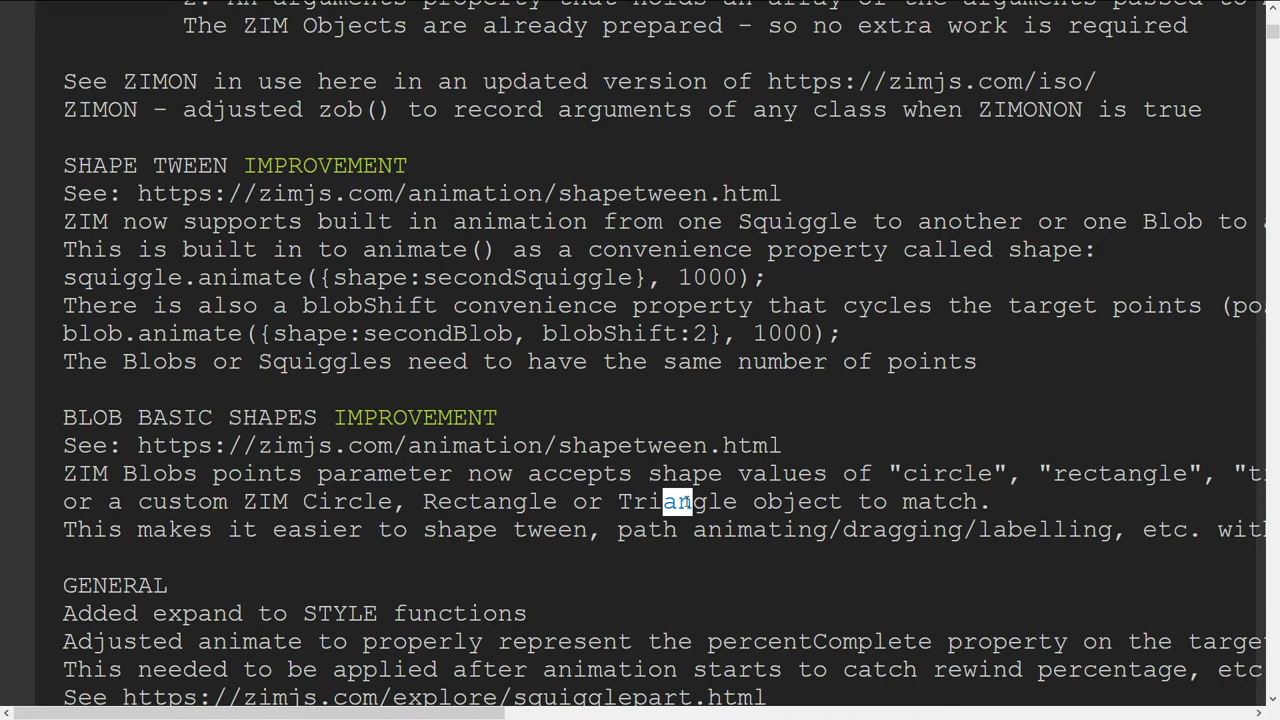 The ZIM Objects are already prepared - so no extra work is required
See ZIMON in use here in an updated version of https://zimjs.com/iso/
ZIMON - adjusted zob() to record arguments of any class when ZIMONON is true
SHAPE TWEEN IMPROVEMENT
See: https://zimjs.com/animation/shapetween.html
ZIM now supports built in animation from one Squiggle to another or one Blob to
This is built in to animate() as a convenience property called shape:
squiggle.animate({shape:secondSquiggle}, 1000);
There is also a blobShift convenience property that cycles the target points
blob.animate({shape:secondBlob, blobShift:2}, 1000);
The Blobs or Squiggles need to have the same number of points
BLOB BASIC SHAPES IMPROVEMENT
See: https://zimjs.com/animation/shapetween.html
ZIM Blobs points parameter now accepts shape values of "circle", "rectangle",
or a custom ZIM Circle, Rectangle or Triangle object to match.
This makes it easier to shape tween, path animating/dragging/labelling, etc.
GENERAL
Added expand to STYLE functions
Adjusted animate to properly represent the percentComplete property on the
This needed to be applied after animation starts to catch rewind percentage, etc
See https://zimjs.com/explore/squigglepart.html